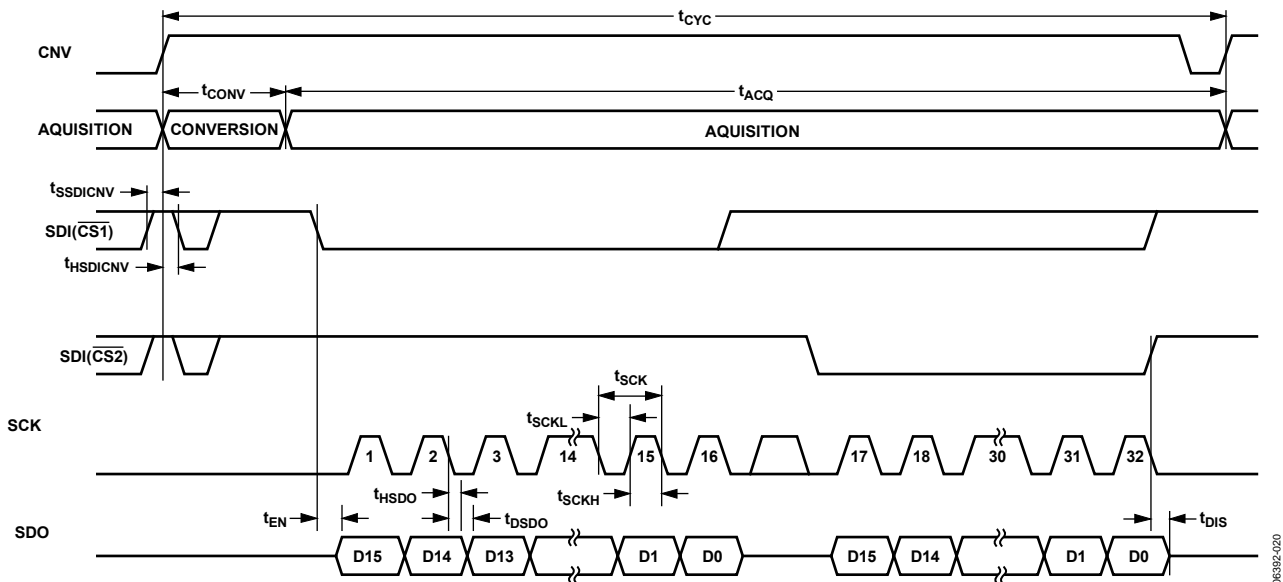 tCYC
CNV
tCONV
tACQ
AQUISITION CONVERSION AQUISITION
tSSDICNV
SDI(CS1)
tHSDICNV
SDI(CS2)
tSCK
tSCKL
SCK
1 2 3 14 15 16 17 18 30 31 32
tHSDO
tSCKH
tEN
tDSDO
tDIS
SDO
D15 D14 D13 D1 D0 D15 D14 D1 D0